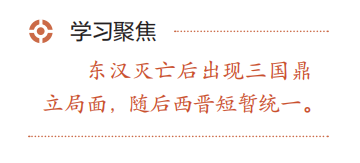 学习聚焦
东汉灭亡后出现三国鼎
立局面，随后西晋短暂统一。